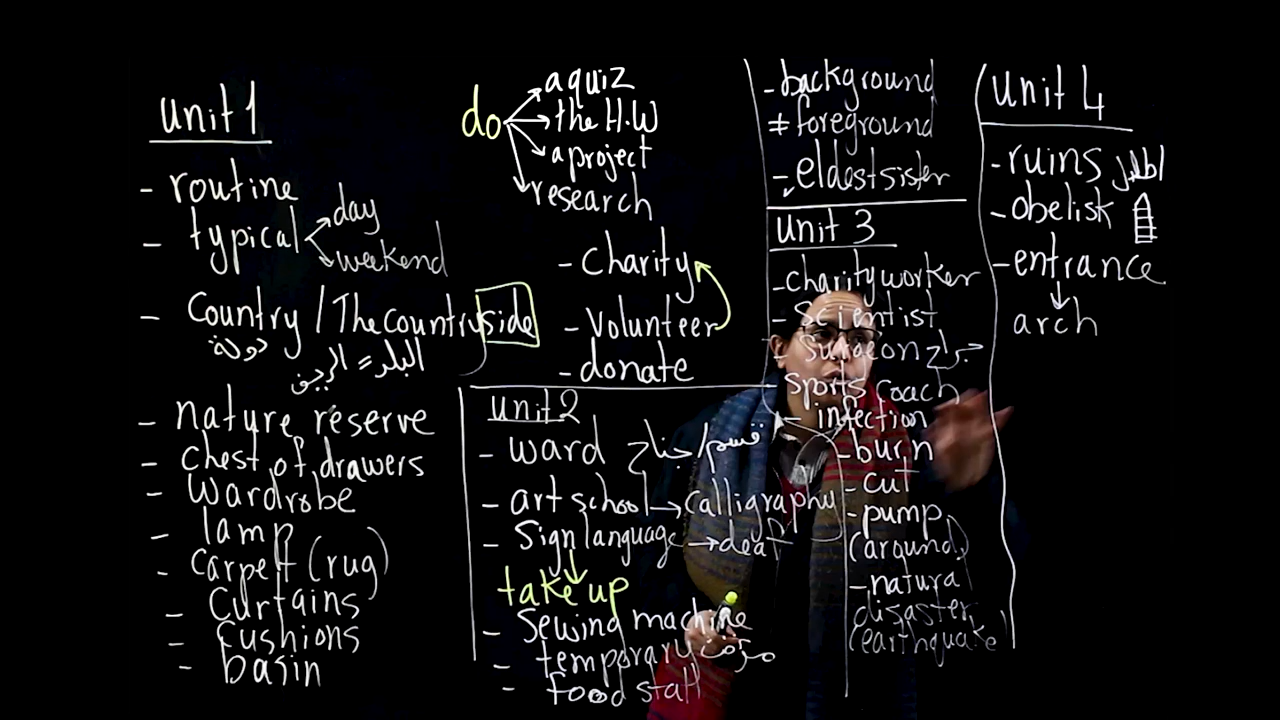 Unit 1
- routine
- typical
day
weekend
- Country / The Countryside
دولة
البلد = الريف
- nature reserve
- Chest of drawers
- wardrobe
- lamp
- carpet (rug)
- Curtains
- Cushions
- basin
do
a quiz
the H.W
a project
research
- Charity
- Volunteer
- donate
Unit 2
- ward قسم / جناح
- art school → Calligraphy
- Sign language → deaf
take up
- Sewing machine
- temporary
- food stall
- background
≠ foreground
- eldest sister
Unit 3
- charity worker
- Scientist
- Surgeon جراح
sports coach
- infection
- burn
- cut
- pump
(around)
- natural
disaster
(earthquake)
Unit 4
- ruins
- obelisk
- entrance
arch